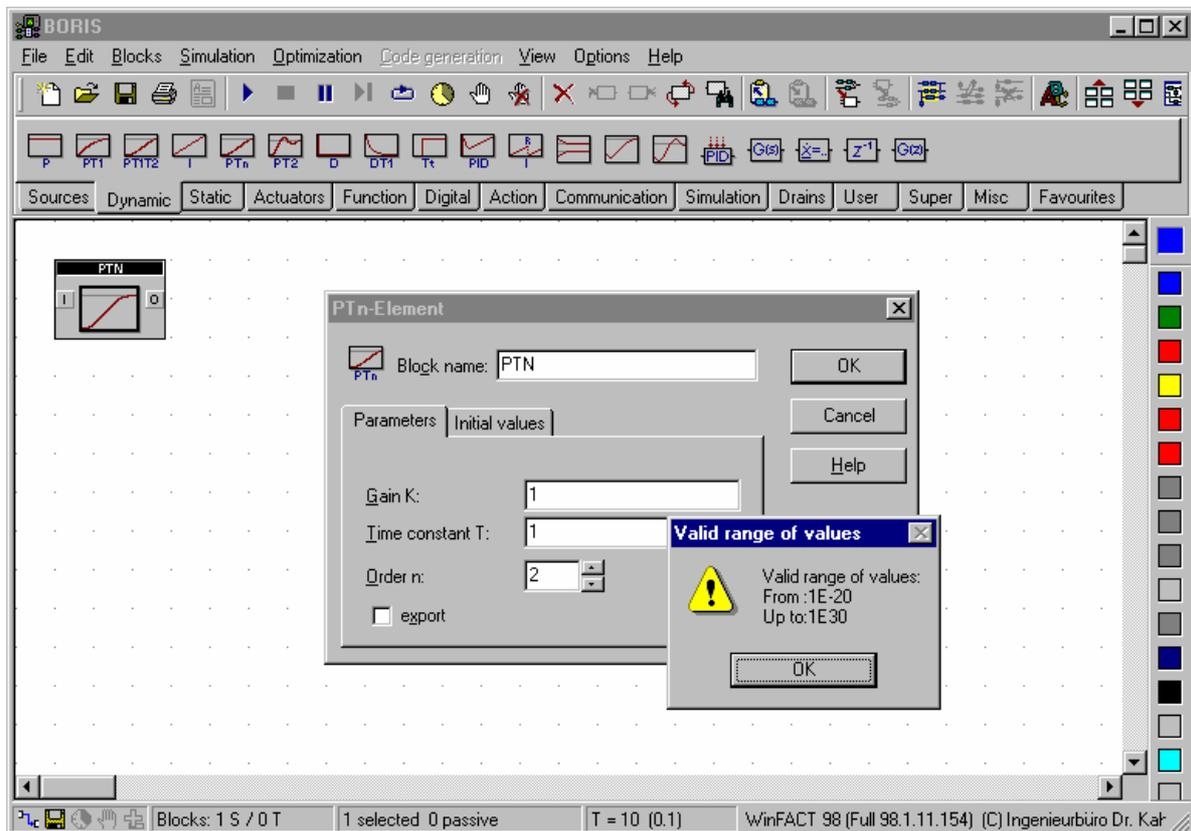 BORIS
File Edit Blocks Simulation Optimization Code generation View Options Help
P PT1 PT1T2 I PTn PT2 D DT1 Tt PID R I PID G(s) ẋ=.. Z⁻¹ G(z)
Sources Dynamic Static Actuators Function Digital Action Communication Simulation Drains User Super Misc Favourites
PTN
I O
PTn-Element
PTn Block name: PTN
OK
Cancel
Help
Parameters Initial values
Gain K: 1
Time constant T: 1
Order n: 2
export
Valid range of values
Valid range of values:
From :1E-20
Up to:1E30
OK
Blocks: 1 S / 0 T 1 selected 0 passive T = 10 (0.1) WinFACT 98 (Full 98.1.11.154) (C) Ingenieurbüro Dr. Kah